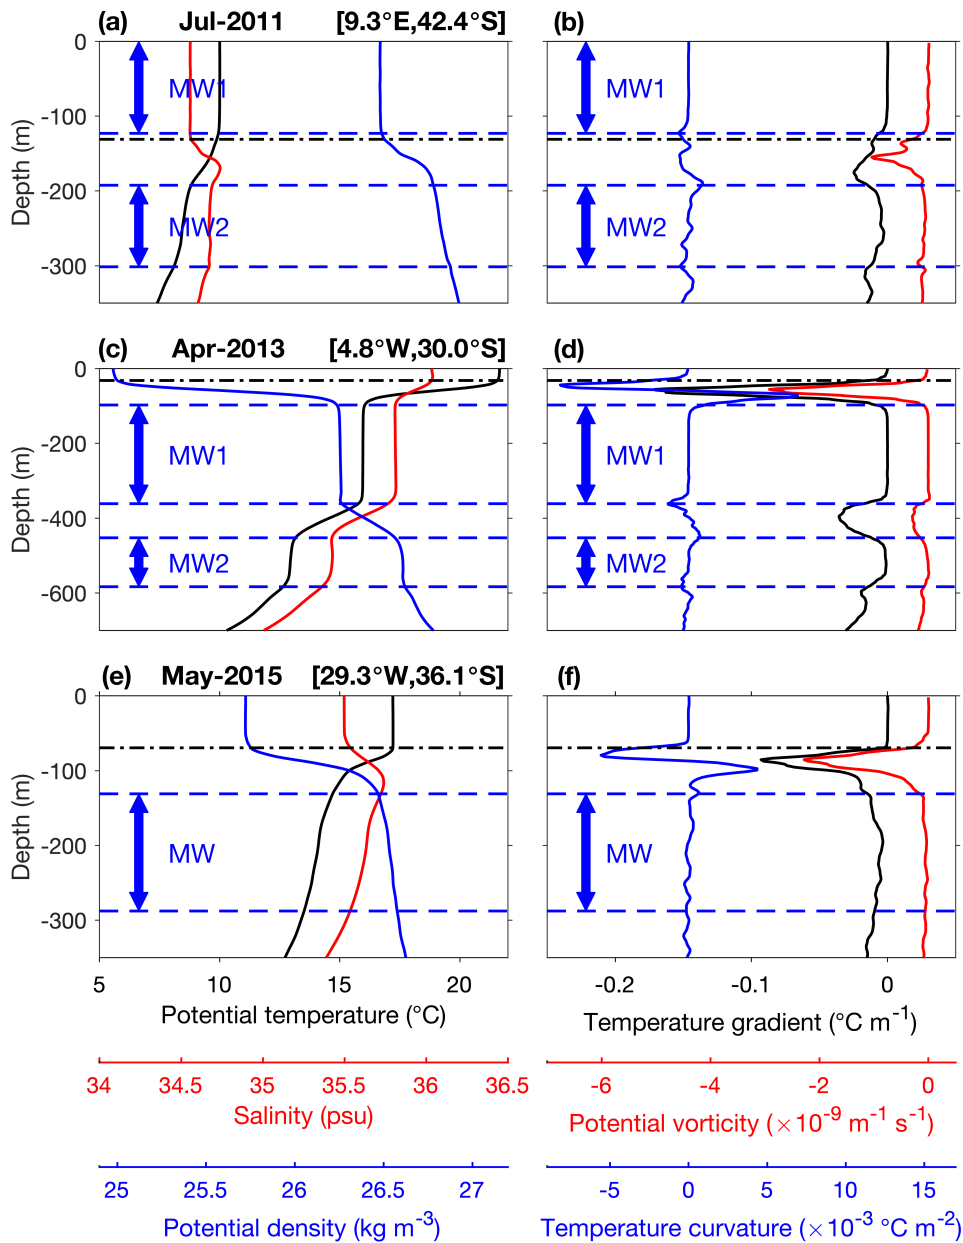 (a) Jul-2011 [9.3°E,42.4°S] (b)
0
-100
-200
-300
Depth (m)
MW1 MW1
MW2 MW2
(c) Apr-2013 [4.8°W,30.0°S] (d)
0
-200
-400
-600
Depth (m)
MW1 MW1
MW2 MW2
(e) May-2015 [29.3°W,36.1°S] (f)
0
-100
-200
-300
Depth (m)
MW MW
5 10 15 20 -0.2 -0.1 0
Potential temperature (°C) Temperature gradient (°C m⁻¹)
34 34.5 35 35.5 36 36.5 -6 -4 -2 0
Salinity (psu) Potential vorticity (×10⁻⁹ m⁻¹ s⁻¹)
25 25.5 26 26.5 27 -5 0 5 10 15
Potential density (kg m⁻³) Temperature curvature (×10⁻³ °C m⁻²)